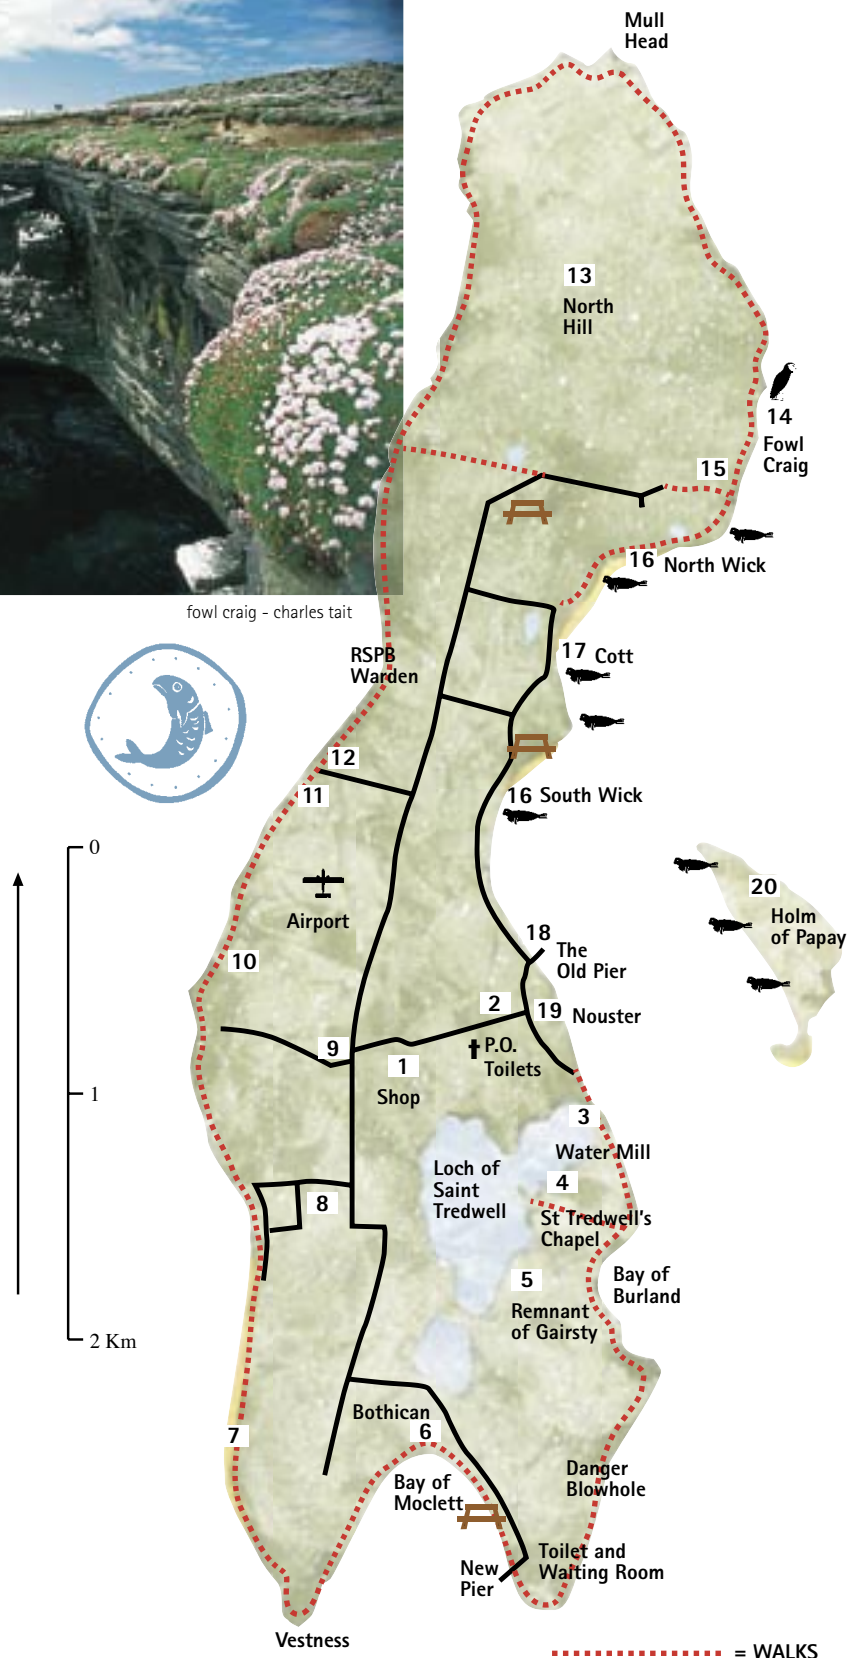 Mull
Head
13
North
Hill
14
Fowl
Craig
15
16 North Wick
fowl craig - charles tait
17 Cott
RSPB
Warden
12
11
16 South Wick
0
20
Holm
of Papay
Airport
10
18
The
Old Pier
2
19 Nouster
9
P.O.
Toilets
1
Shop
1
3
Water Mill
Loch of
Saint
Tredwell
4
8
St Tredwell's
Chapel
5
Bay of
Burland
Remnant
of Gairsty
2 Km
Bothican
6
7
Danger
Blowhole
Bay of
Moclett
Toilet and
Waiting Room
New
Pier
Vestness
= WALKS